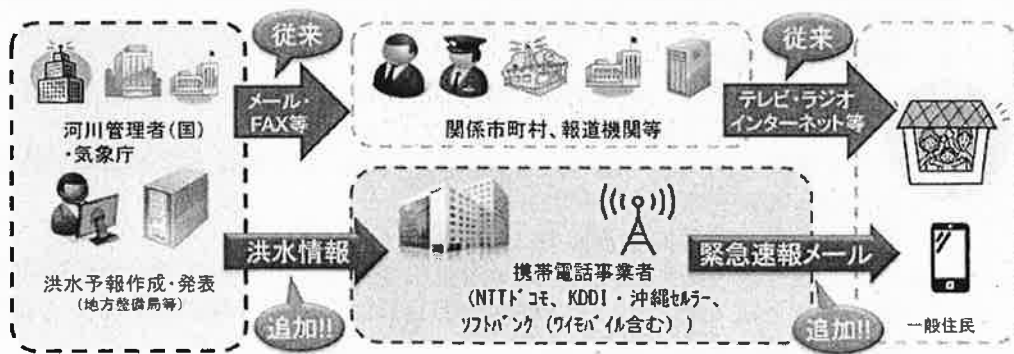 従来
従来
メール・
FAX等
テレビ・ラジオ
インターネット等
河川管理者(国)
・気象庁
関係市町村、報道機関等
洪水情報
緊急速報メール
洪水予報作成・発表
(地方整備局等)
携帯電話事業者
(NTTドコモ、KDDI・沖縄セルラー、
ソフトバンク(ワイモバイル含む))
追加!!
追加!!
一般住民